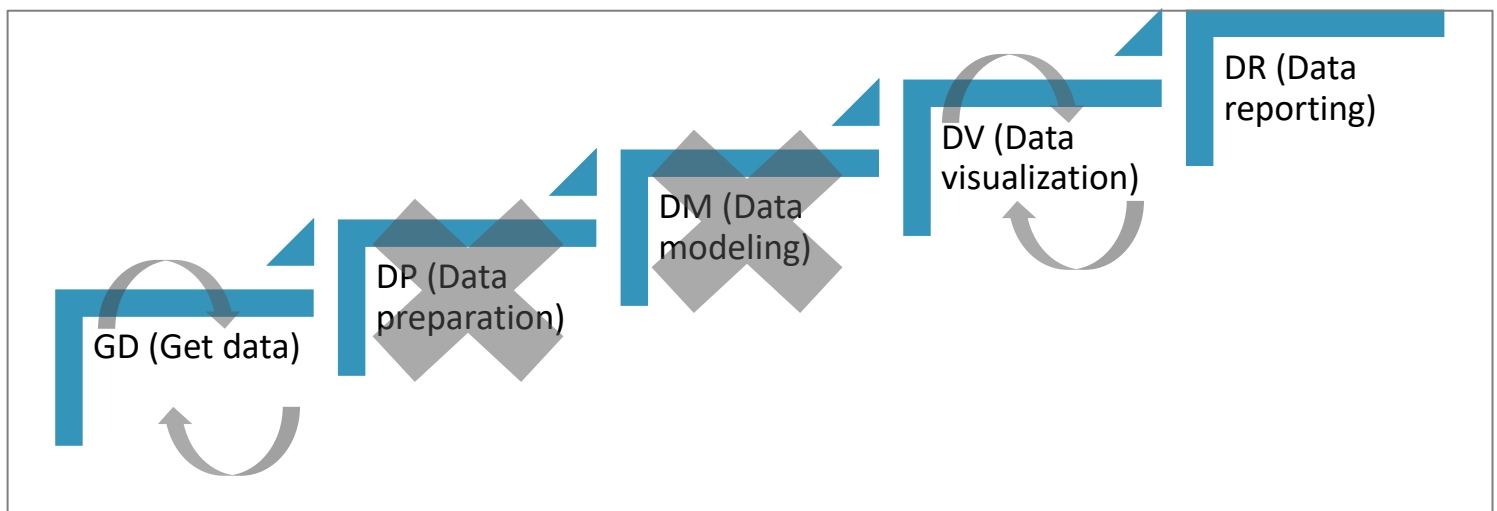 GD (Get data)
DP (Data
preparation)
DM (Data
modeling)
DV (Data
visualization)
DR (Data
reporting)